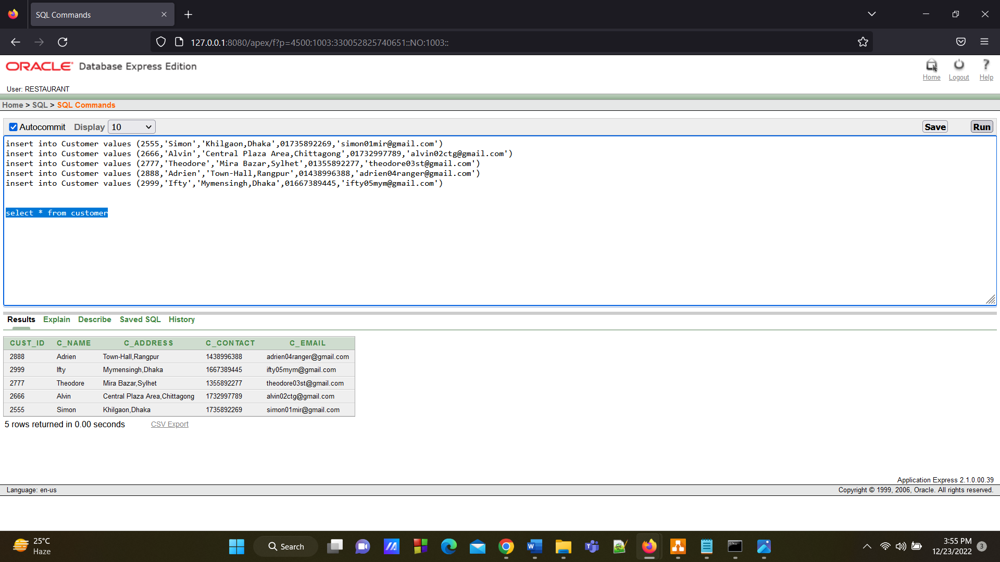 SQL Commands
127.0.0.1:8080/apex/f?p=4500:1003:330052825740651::NO:1003::
ORACLE Database Express Edition
Home Logout Help
User: RESTAURANT
Home > SQL > SQL Commands
Autocommit Display 10 Save Run
insert into Customer values (2555,'Simon','Khilgaon,Dhaka',01735892269,'simon01mir@gmail.com')
insert into Customer values (2666,'Alvin','Central Plaza Area,Chittagong',01732997789,'alvin02ctg@gmail.com')
insert into Customer values (2777,'Theodore','Mira Bazar,Sylhet',01355892277,'theodore03st@gmail.com')
insert into Customer values (2888,'Adrien','Town-Hall,Rangpur',01438996388,'adrien04ranger@gmail.com')
insert into Customer values (2999,'Ifty','Mymensingh,Dhaka',01667389445,'ifty05mym@gmail.com')
select * from customer
Results Explain Describe Saved SQL History
CUST_ID C_NAME C_ADDRESS C_CONTACT C_EMAIL
2888 Adrien Town-Hall,Rangpur 1438996388 adrien04ranger@gmail.com
2999 Ifty Mymensingh,Dhaka 1667389445 ifty05mym@gmail.com
2777 Theodore Mira Bazar,Sylhet 1355892277 theodore03st@gmail.com
2666 Alvin Central Plaza Area,Chittagong 1732997789 alvin02ctg@gmail.com
2555 Simon Khilgaon,Dhaka 1735892269 simon01mir@gmail.com
5 rows returned in 0.00 seconds CSV Export
Application Express 2.1.0.00.39
Language: en-us Copyright © 1999, 2006, Oracle. All rights reserved.
25°C
Haze
Search
3:55 PM
12/23/2022
3